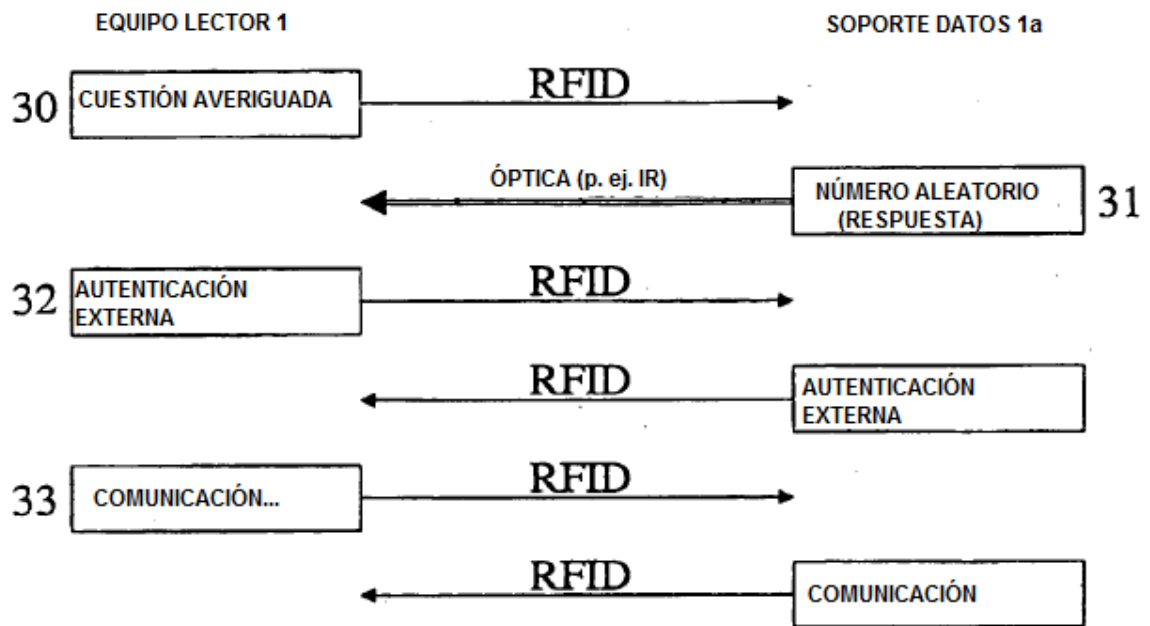 EQUIPO LECTOR 1
SOPORTE DATOS 1a
30
CUESTIÓN AVERIGUADA
RFID
ÓPTICA (p. ej. IR)
NÚMERO ALEATORIO
(RESPUESTA)
31
32
AUTENTICACIÓN
EXTERNA
RFID
RFID
AUTENTICACIÓN
EXTERNA
33
COMUNICACIÓN...
RFID
RFID
COMUNICACIÓN